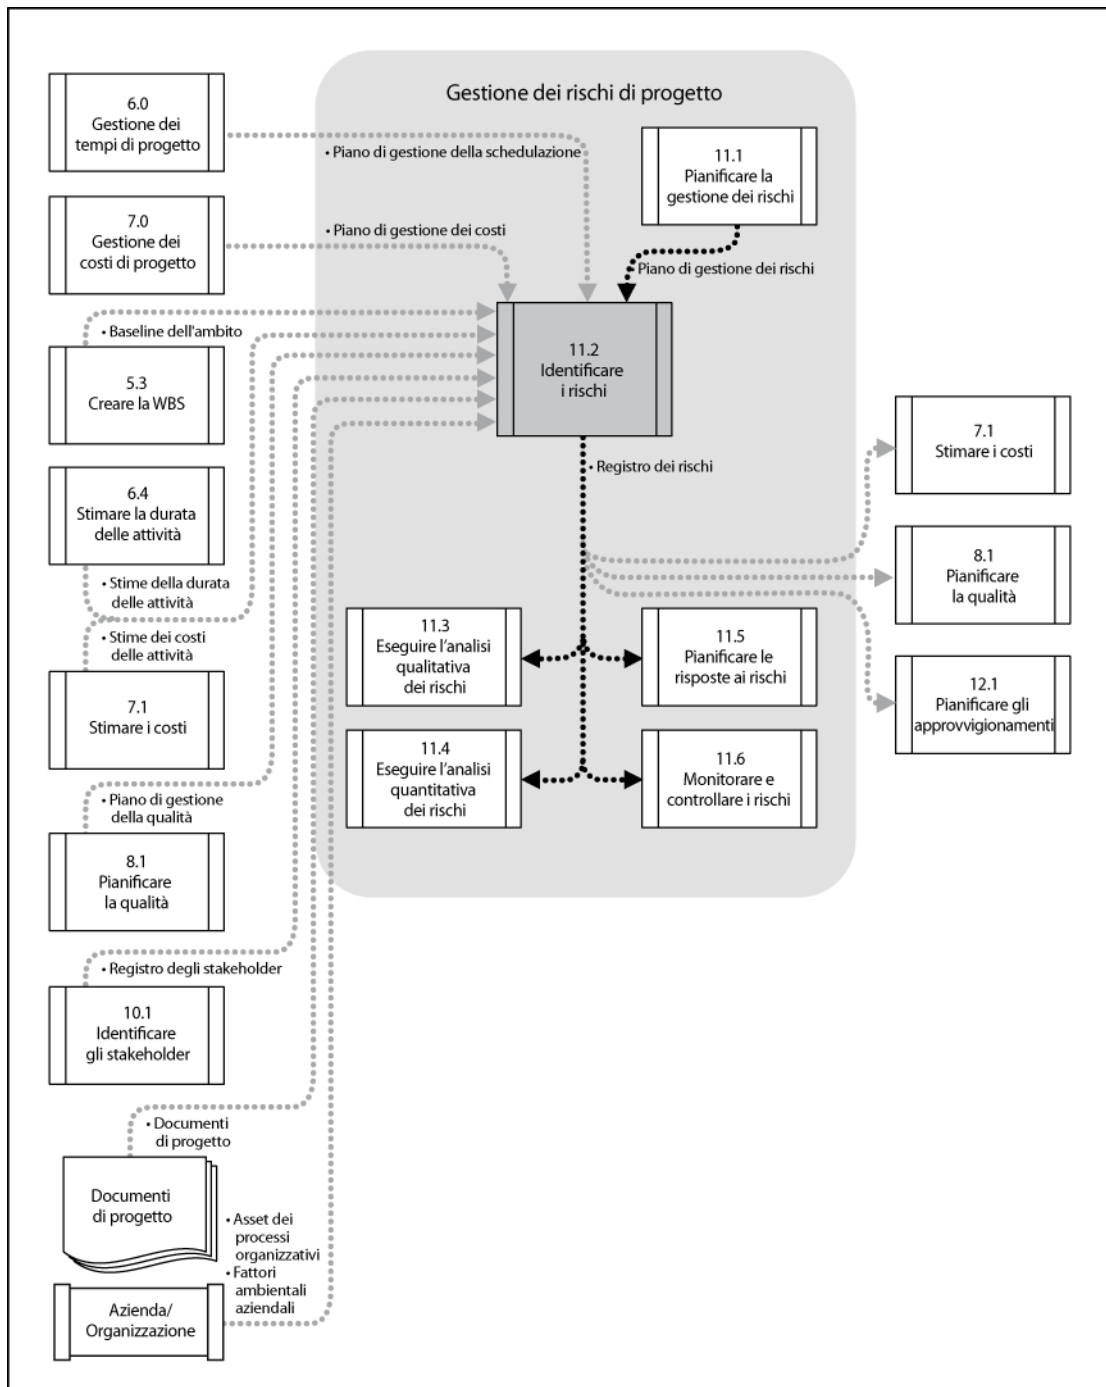 Gestione dei rischi di progetto
6.0
Gestione dei
tempi di progetto
• Piano di gestione della schedulazione
11.1
Pianificare la
gestione dei rischi
7.0
Gestione dei
costi di progetto
• Piano di gestione dei costi
• Piano di gestione dei rischi
• Baseline dell'ambito
11.2
Identificare
i rischi
5.3
Creare la WBS
• Registro dei rischi
7.1
Stimare i costi
6.4
Stimare la durata
delle attività
8.1
Pianificare
la qualità
• Stime della durata
delle attività
• Stime dei costi
delle attività
11.3
Eseguire l'analisi
qualitativa
dei rischi
11.5
Pianificare le
risposte ai rischi
12.1
Pianificare gli
approvvigionamenti
7.1
Stimare i costi
11.4
Eseguire l'analisi
quantitativa
dei rischi
11.6
Monitorare e
controllare i rischi
• Piano di gestione
della qualità
8.1
Pianificare
la qualità
• Registro degli stakeholder
10.1
Identificare
gli stakeholder
• Documenti
di progetto
Documenti
di progetto
• Asset dei
processi
organizzativi
• Fattori
ambientali
aziendali
Azienda/
Organizzazione